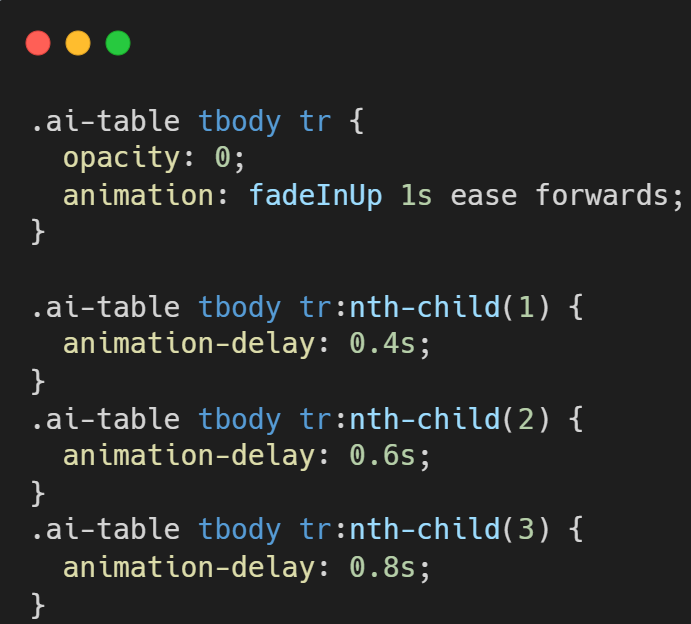 .ai-table tbody tr {
  opacity: 0;
  animation: fadeInUp 1s ease forwards;
}

.ai-table tbody tr:nth-child(1) {
  animation-delay: 0.4s;
}
.ai-table tbody tr:nth-child(2) {
  animation-delay: 0.6s;
}
.ai-table tbody tr:nth-child(3) {
  animation-delay: 0.8s;
}